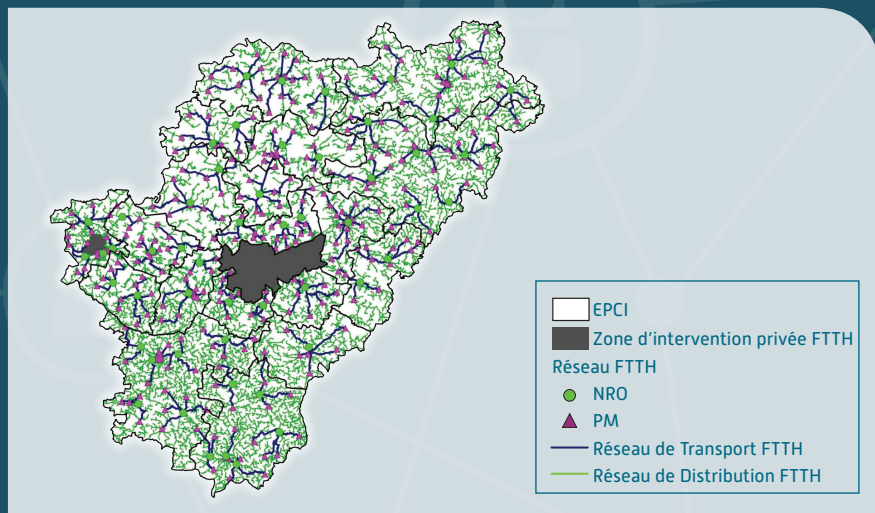 EPCI
Zone d'intervention privée FTTH
Réseau FTTH
NRO
PM
Réseau de Transport FTTH
Réseau de Distribution FTTH